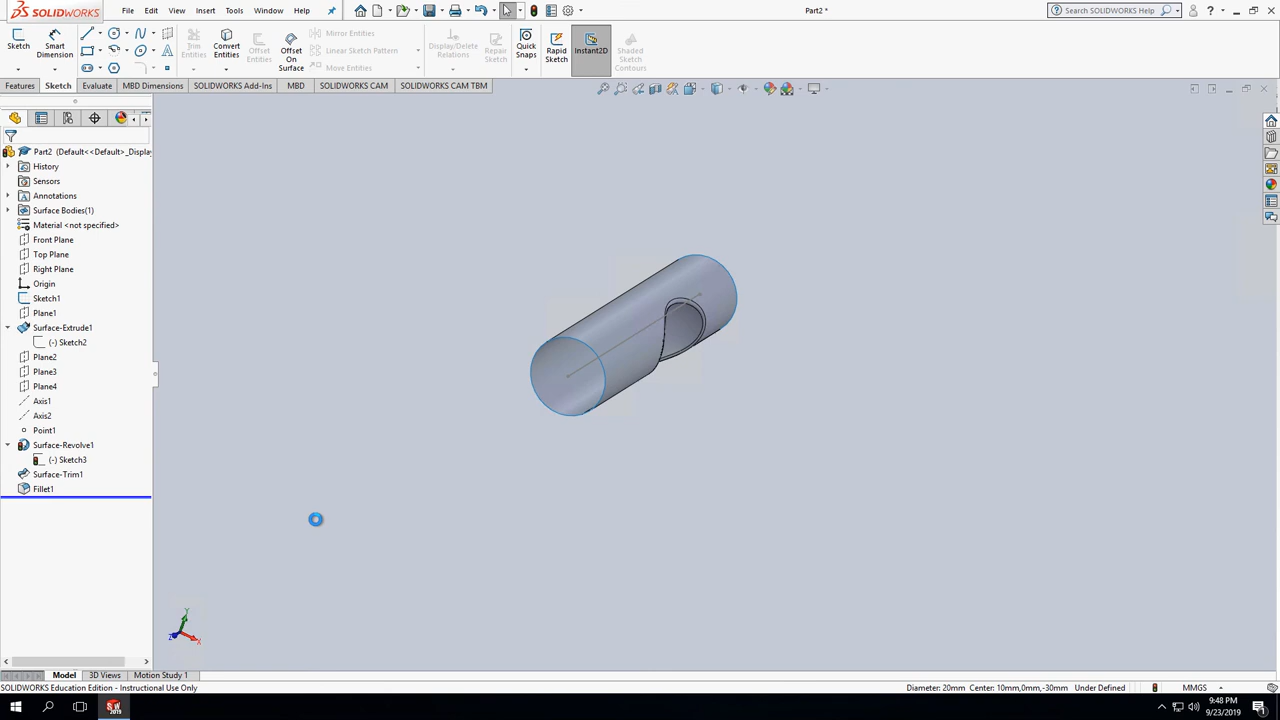 SOLIDWORKS File Edit View Insert Tools Window Help Part2 * Search SOLIDWORKS Help
Sketch Smart Dimension Trim Entities Convert Entities Offset Entities Offset On Surface Mirror Entities Linear Sketch Pattern Move Entities Display/Delete Relations Repair Sketch Quick Snaps Rapid Sketch Instant2D Shaded Sketch Contours
Features Sketch Evaluate MBD Dimensions SOLIDWORKS Add-Ins MBD SOLIDWORKS CAM SOLIDWORKS CAM TBM
Part2 (Default<<Default>_Displa
History
Sensors
Annotations
Surface Bodies(1)
Material <not specified>
Front Plane
Top Plane
Right Plane
Origin
Sketch1
Plane1
Surface-Extrude1
(-) Sketch2
Plane2
Plane3
Plane4
Axis1
Axis2
Point1
Surface-Revolve1
(-) Sketch3
Surface-Trim1
Fillet1
Y
Z X
Model 3D Views Motion Study 1
SOLIDWORKS Education Edition - Instructional Use Only Diameter: 20mm Center: 10mm,0mm,-30mm Under Defined MMGS
SW 2019 9:48 PM
9/23/2019 1